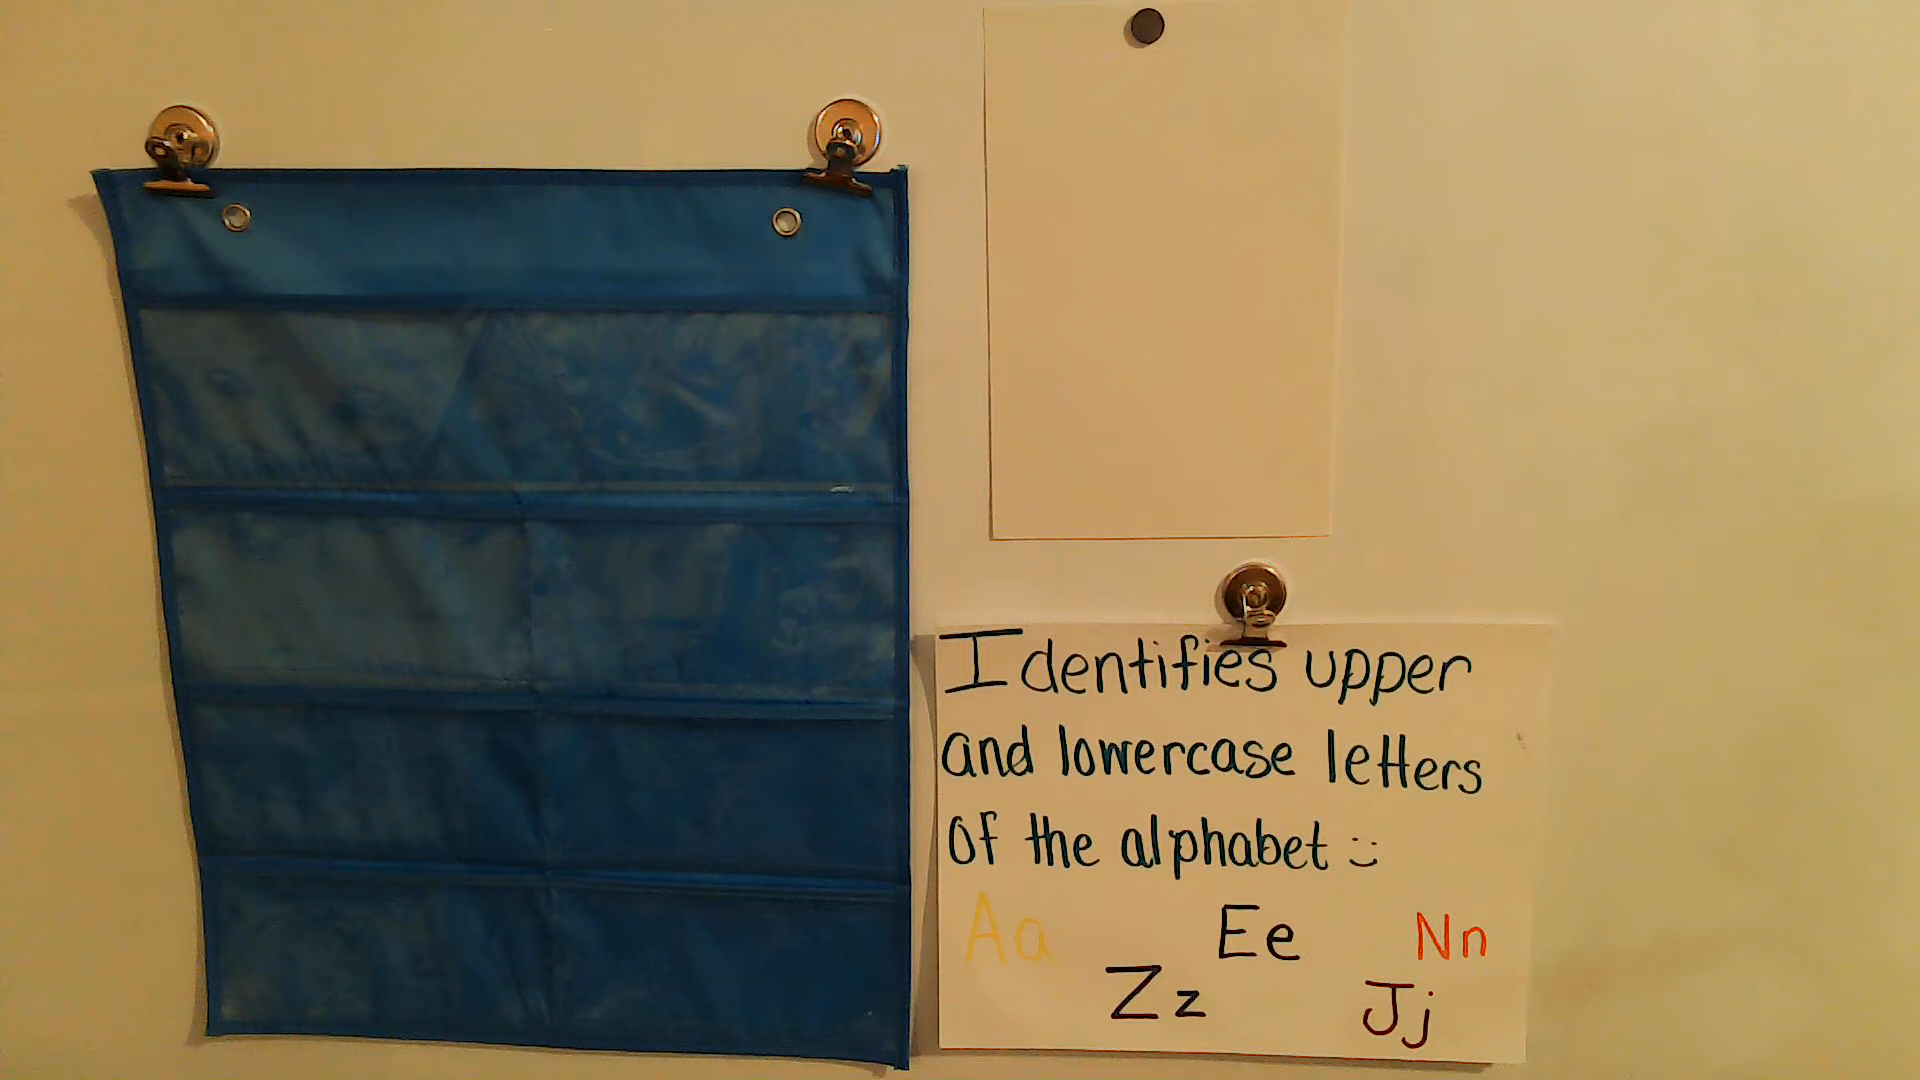 Identifies upper
and lowercase letters
of the alphabet :)
Aa Ee Nn
Zz Jj